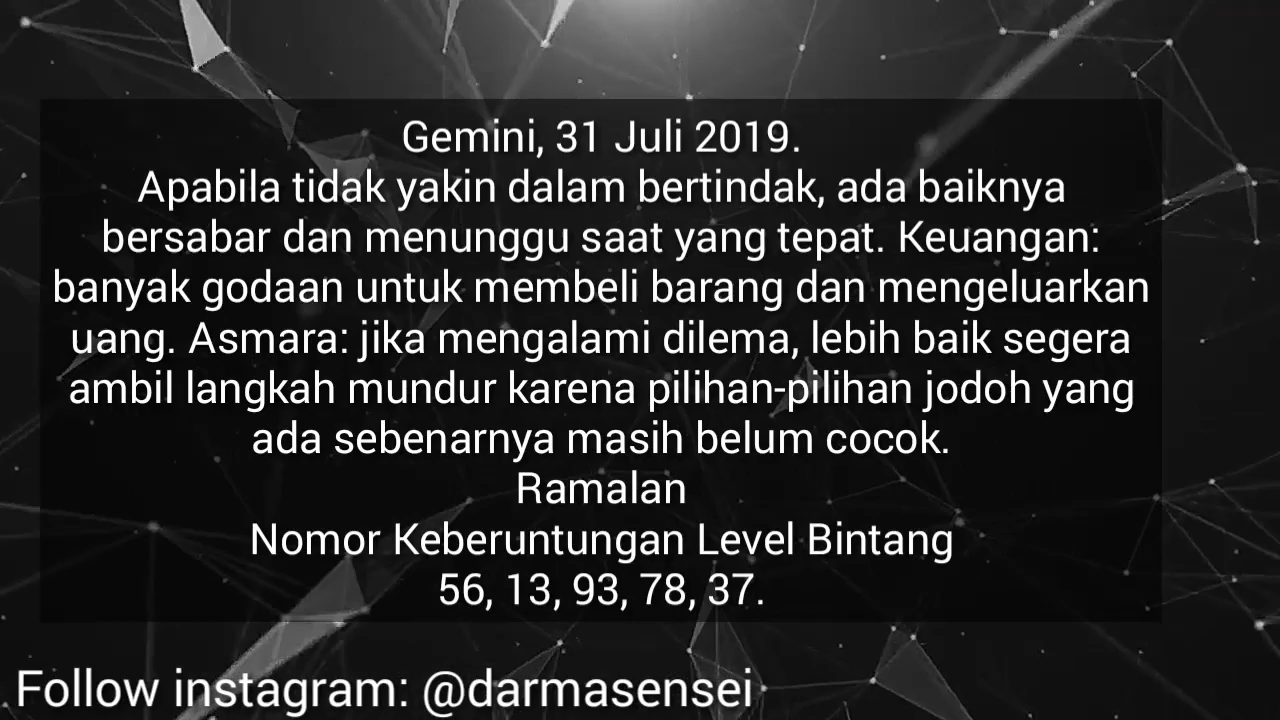 Gemini, 31 Juli 2019.
Apabila tidak yakin dalam bertindak, ada baiknya
bersabar dan menunggu saat yang tepat. Keuangan:
banyak godaan untuk membeli barang dan mengeluarkan
uang. Asmara: jika mengalami dilema, lebih baik segera
ambil langkah mundur karena pilihan-pilihan jodoh yang
ada sebenarnya masih belum cocok.
Ramalan
Nomor Keberuntungan Level Bintang
56, 13, 93, 78, 37.
Follow instagram: @darmasensei